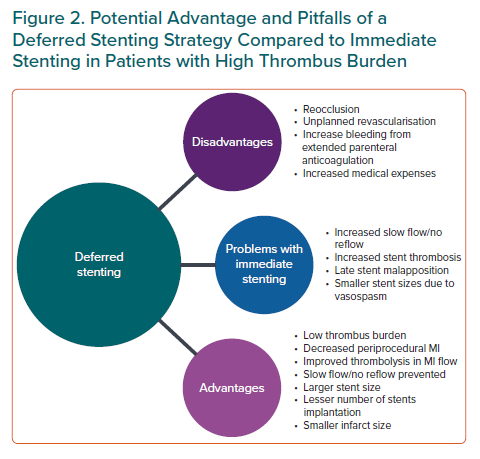 Figure 2. Potential Advantage and Pitfalls of a
Deferred Stenting Strategy Compared to Immediate
Stenting in Patients with High Thrombus Burden
Deferred
stenting
Disadvantages
• Reocclusion
• Unplanned revascularisation
• Increase bleeding from
extended parenteral
anticoagulation
• Increased medical expenses
Problems with
immediate
stenting
• Increased slow flow/no
reflow
• Increased stent thrombosis
• Late stent malapposition
• Smaller stent sizes due to
vasospasm
Advantages
• Low thrombus burden
• Decreased periprocedural MI
• Improved thrombolysis in MI flow
• Slow flow/no reflow prevented
• Larger stent size
• Lesser number of stents
implantation
• Smaller infarct size